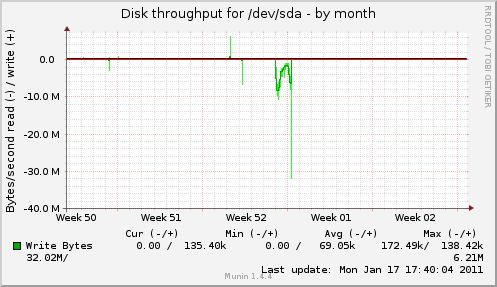 Disk throughput for /dev/sda - by month
RRDTOOL / TOBI OETIKER
Bytes/second read (-) / write (+)
0.0
-10.0 M
-20.0 M
-30.0 M
-40.0 M
Week 50 Week 51 Week 52 Week 01 Week 02
Cur (-/+) Min (-/+) Avg (-/+) Max (-/+)
Write Bytes 0.00 / 135.40k 0.00 / 69.05k 172.49k/ 138.42k
32.02M/ 6.21M
Last update: Mon Jan 17 17:40:04 2011
Munin 1.4.4